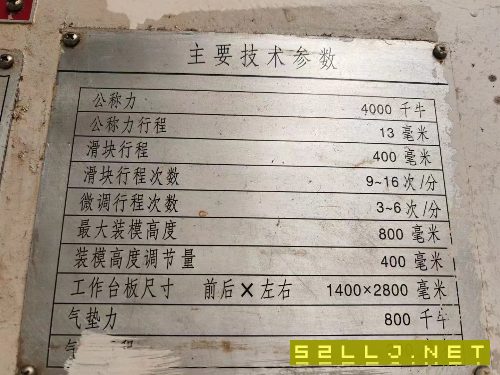 主要技术参数
公称力 4000 千牛
公称力行程 13 毫米
滑块行程 400 毫米
滑块行程次数 9-16 次/分
微调行程次数 3-6 次/分
最大装模高度 800 毫米
装模高度调节量 400 毫米
工作台板尺寸 前后×左右 1400×2800 毫米
气垫力 800 千牛
52LLJ.NET